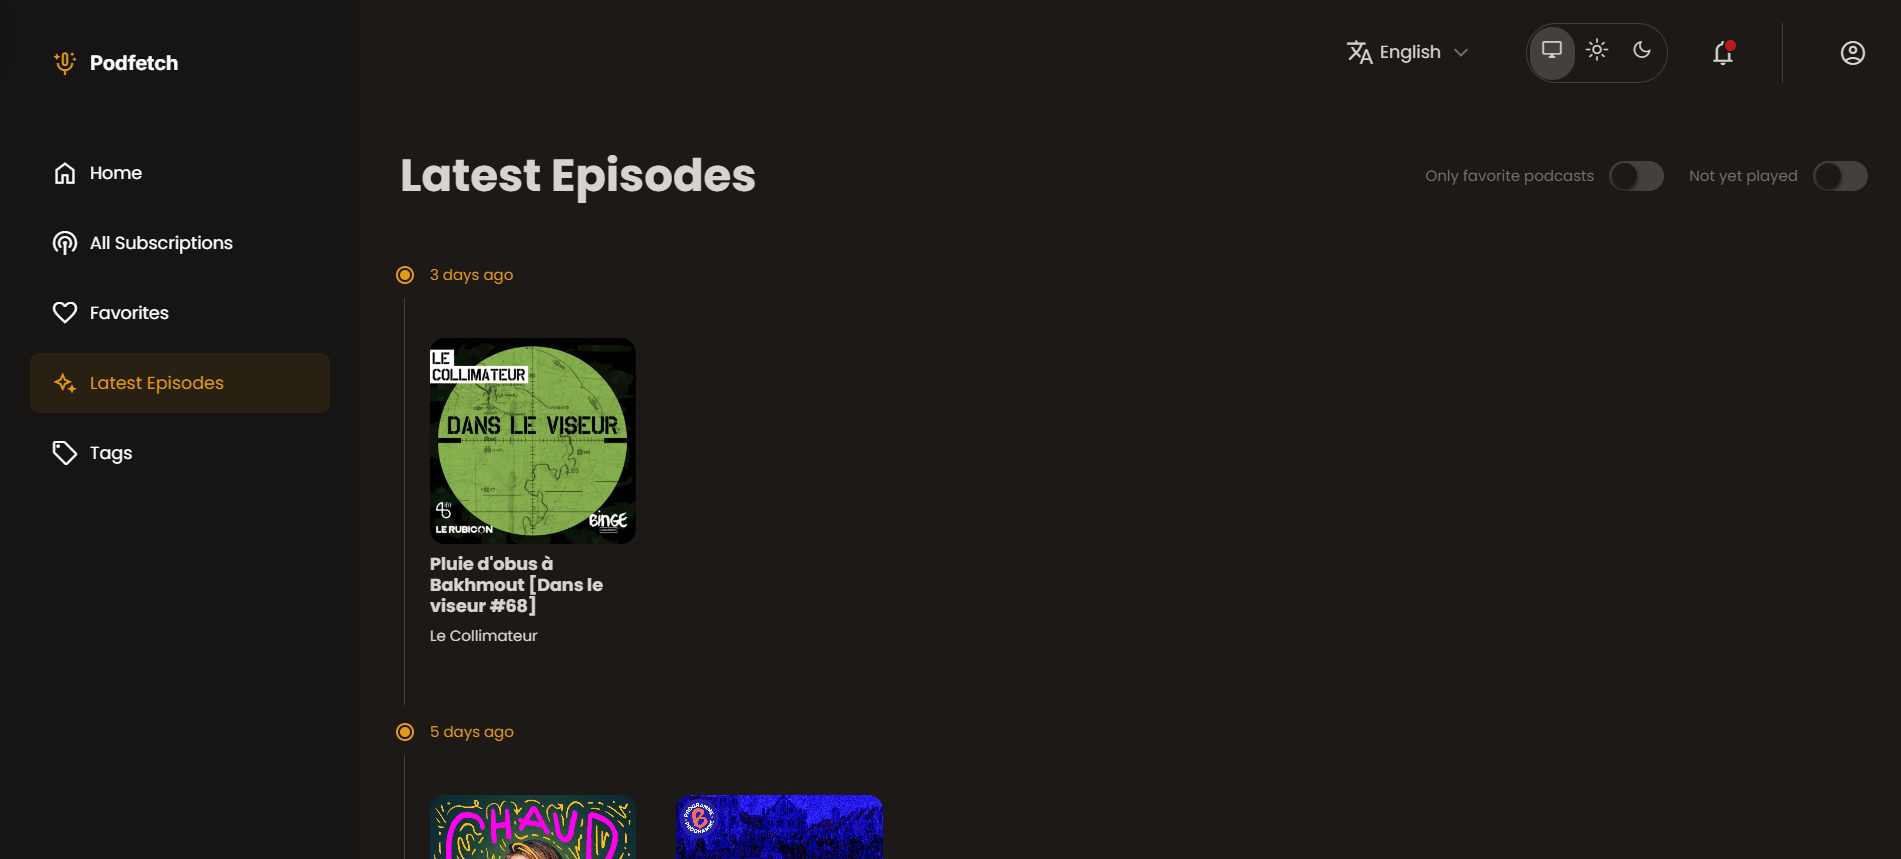 Podfetch
English
Home
All Subscriptions
Favorites
Latest Episodes
Tags
Latest Episodes
Only favorite podcasts
Not yet played
3 days ago
LE
COLLIMATEUR
DANS LE VISEUR
LE RUBICON
BINGE
Pluie d'obus à
Bakhmout [Dans le
viseur #68]
Le Collimateur
5 days ago
CHAUD
PROGRAMME
B